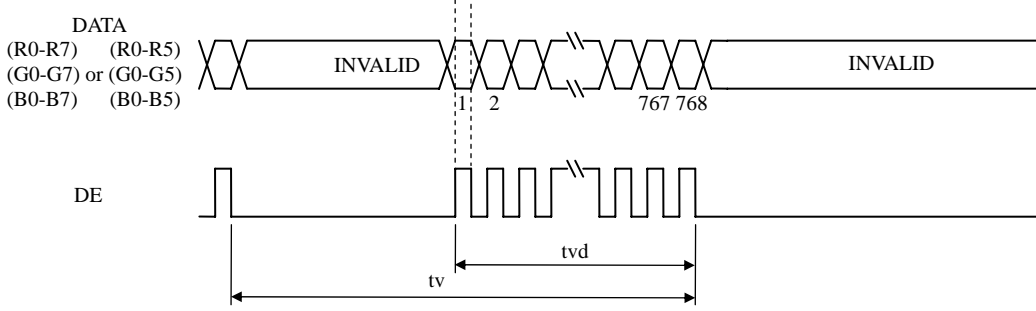 DATA
(R0-R7) (R0-R5)
(G0-G7) or (G0-G5)
(B0-B7) (B0-B5)
INVALID
INVALID
1 2 767 768
DE
tvd
tv